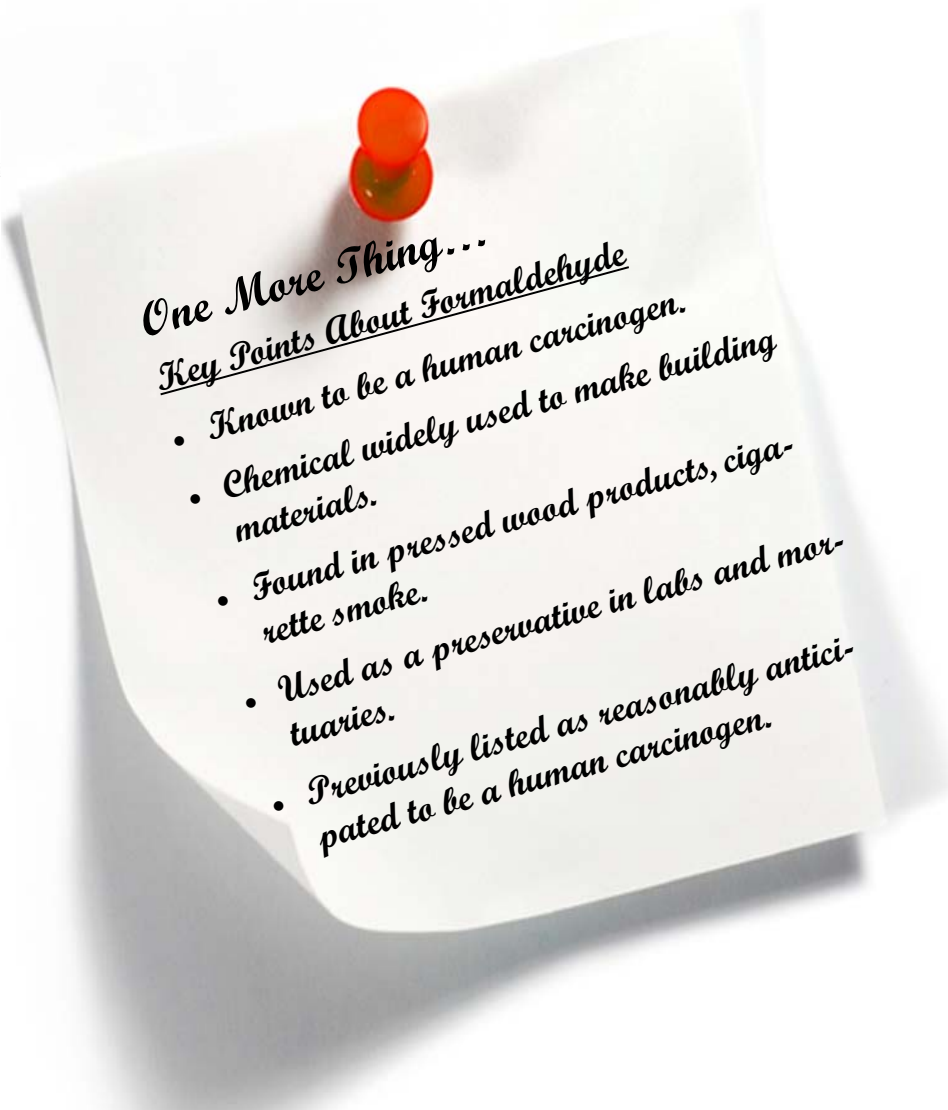 One More Thing...
Key Points About Formaldehyde
• Known to be a human carcinogen.
• Chemical widely used to make building
materials.
• Found in pressed wood products, ciga-
rette smoke.
• Used as a preservative in labs and mor-
tuaries.
• Previously listed as reasonably antici-
pated to be a human carcinogen.